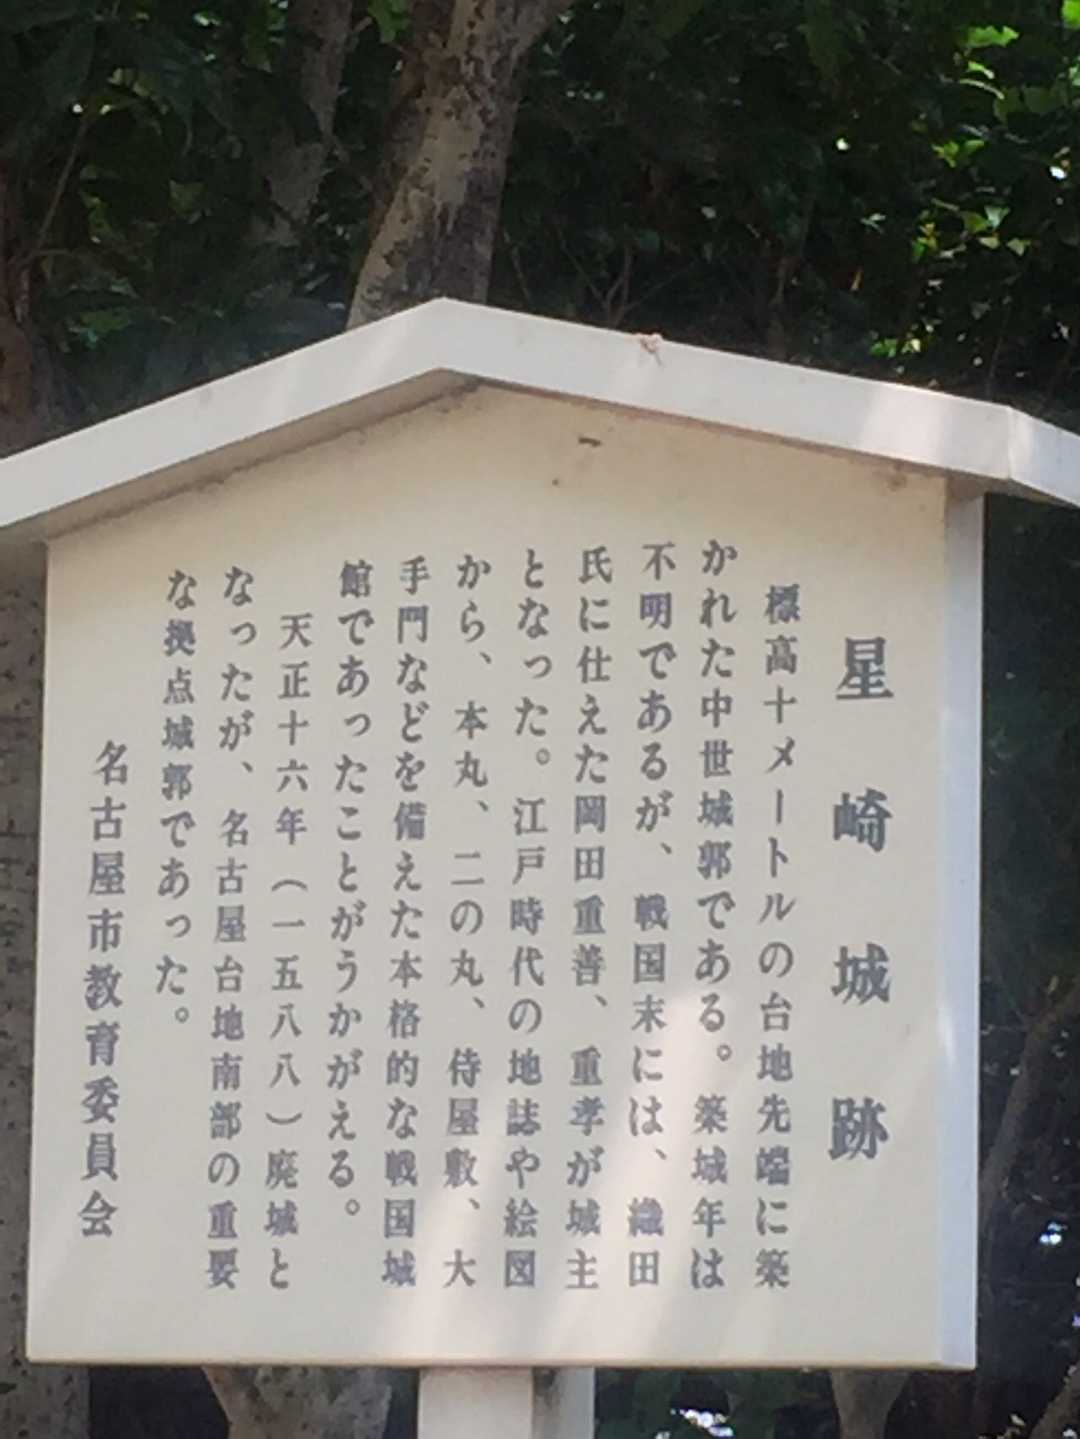 星崎城跡
標高十メートルの台地先端に築
かれた中世城郭である。築城年は
不明であるが、戦国末には、織田
氏に仕えた岡田重善、重孝が城主
となった。江戸時代の地誌や絵図
から、本丸、二の丸、侍屋敷、大
手門などを備えた本格的な戦国城
館であったことがうかがえる。
天正十六年(一五八八)廃城と
なったが、名古屋台地南部の重要
な拠点城郭であった。
名古屋市教育委員会